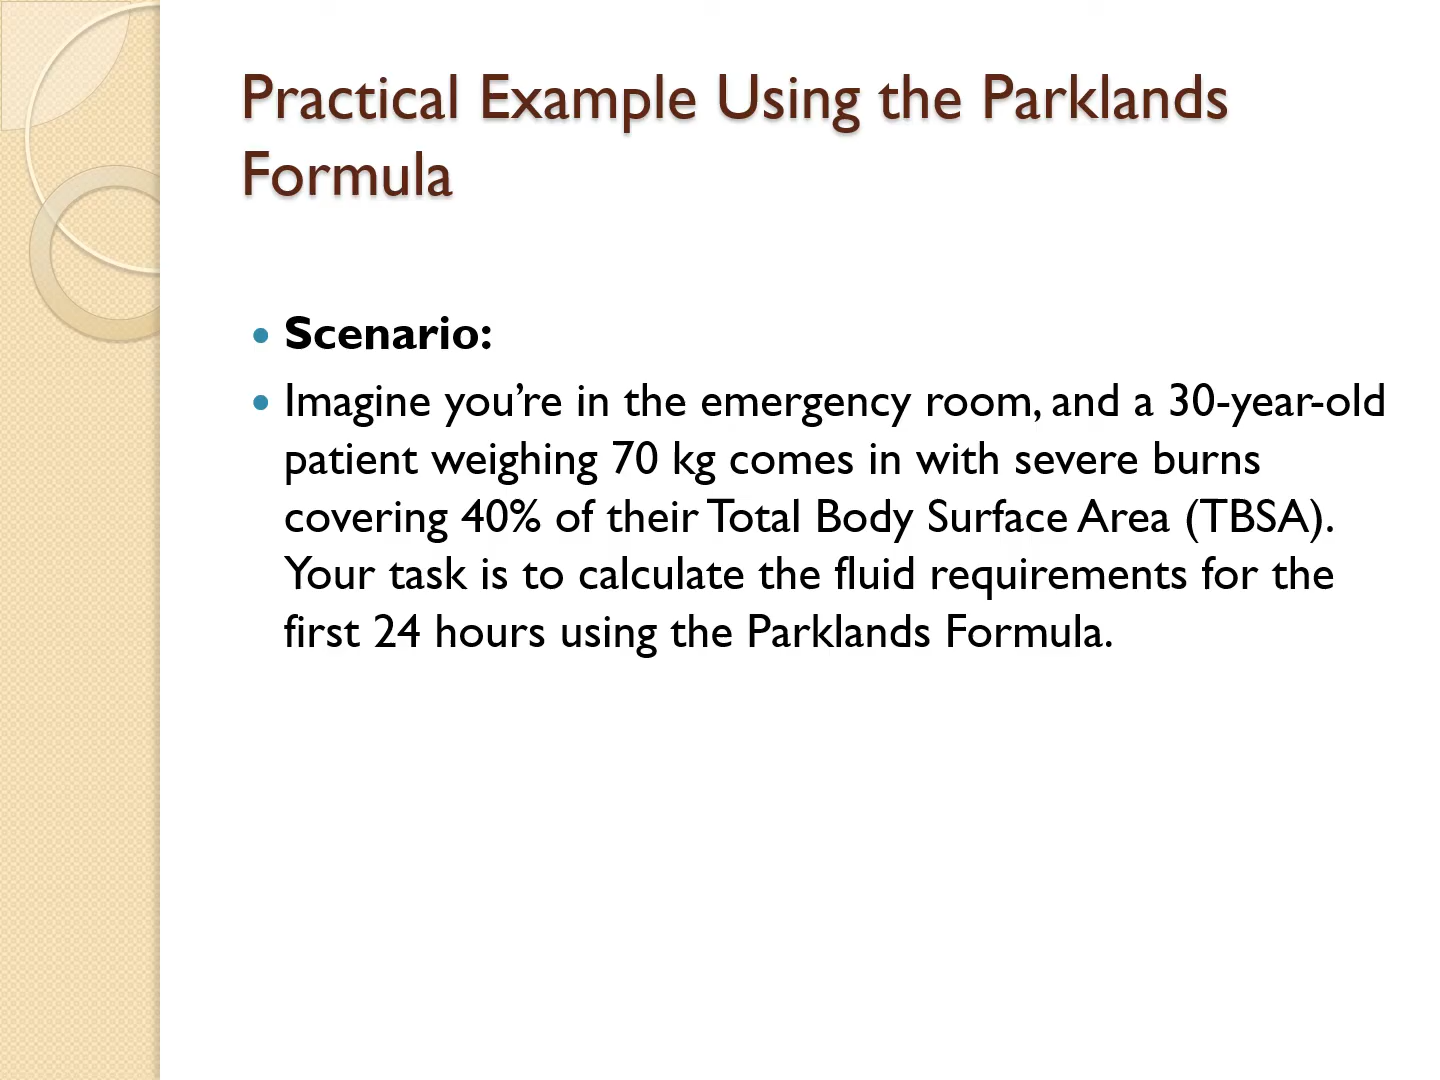 Practical Example Using the Parklands
Formula
• Scenario:
• Imagine you’re in the emergency room, and a 30-year-old
patient weighing 70 kg comes in with severe burns
covering 40% of their Total Body Surface Area (TBSA).
Your task is to calculate the fluid requirements for the
first 24 hours using the Parklands Formula.